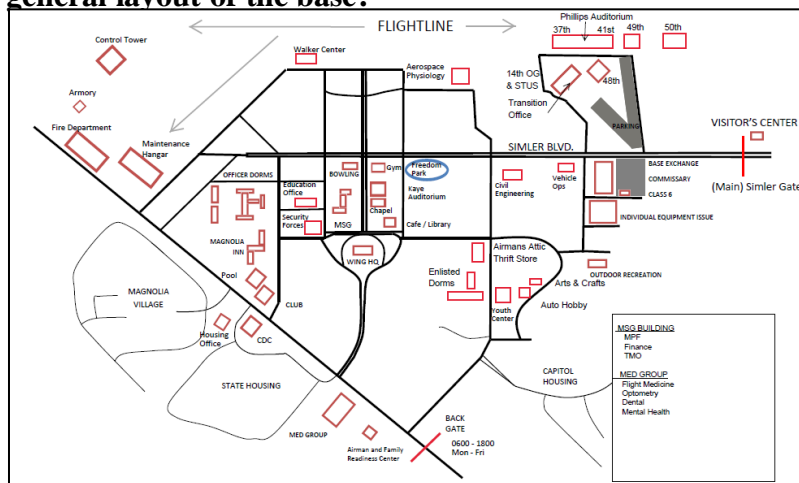 general layout of the base?
FLIGHTLINE
Phillips Auditorium
37th
41st
49th
50th
Control Tower
Walker Center
Aerospace
Physiology
14th OG
& STUS
48th
Transition
Office
Armory
PARKING
VISITOR'S CENTER
Fire Department
Maintenance
Hangar
SIMLER BLVD.
OFFICER DORMS
BOWLING
Gym
Freedom
Park
BASE EXCHANGE
COMMISSARY
CLASS 6
(Main) Simler Gate
Education
Office
Kaye
Auditorium
Civil
Engineering
Vehicle
Ops
Security
Forces
MSG
Chapel
Cafe / Library
INDIVIDUAL EQUIPMENT ISSUE
MAGNOLIA
INN
WING HQ
Airmans Attic
Thrift Store
Pool
Enlisted
Dorms
OUTDOOR RECREATION
Arts & Crafts
MAGNOLIA
VILLAGE
CLUB
Youth
Center
Auto Hobby
Housing
Office
CDC
MSG BUILDING
MPF
Finance
TMO
MED GROUP
Flight Medicine
Optometry
Dental
Mental Health
STATE HOUSING
CAPITOL
HOUSING
MED GROUP
BACK
GATE
0600 - 1800
Mon - Fri
Airman and Family
Readiness Center